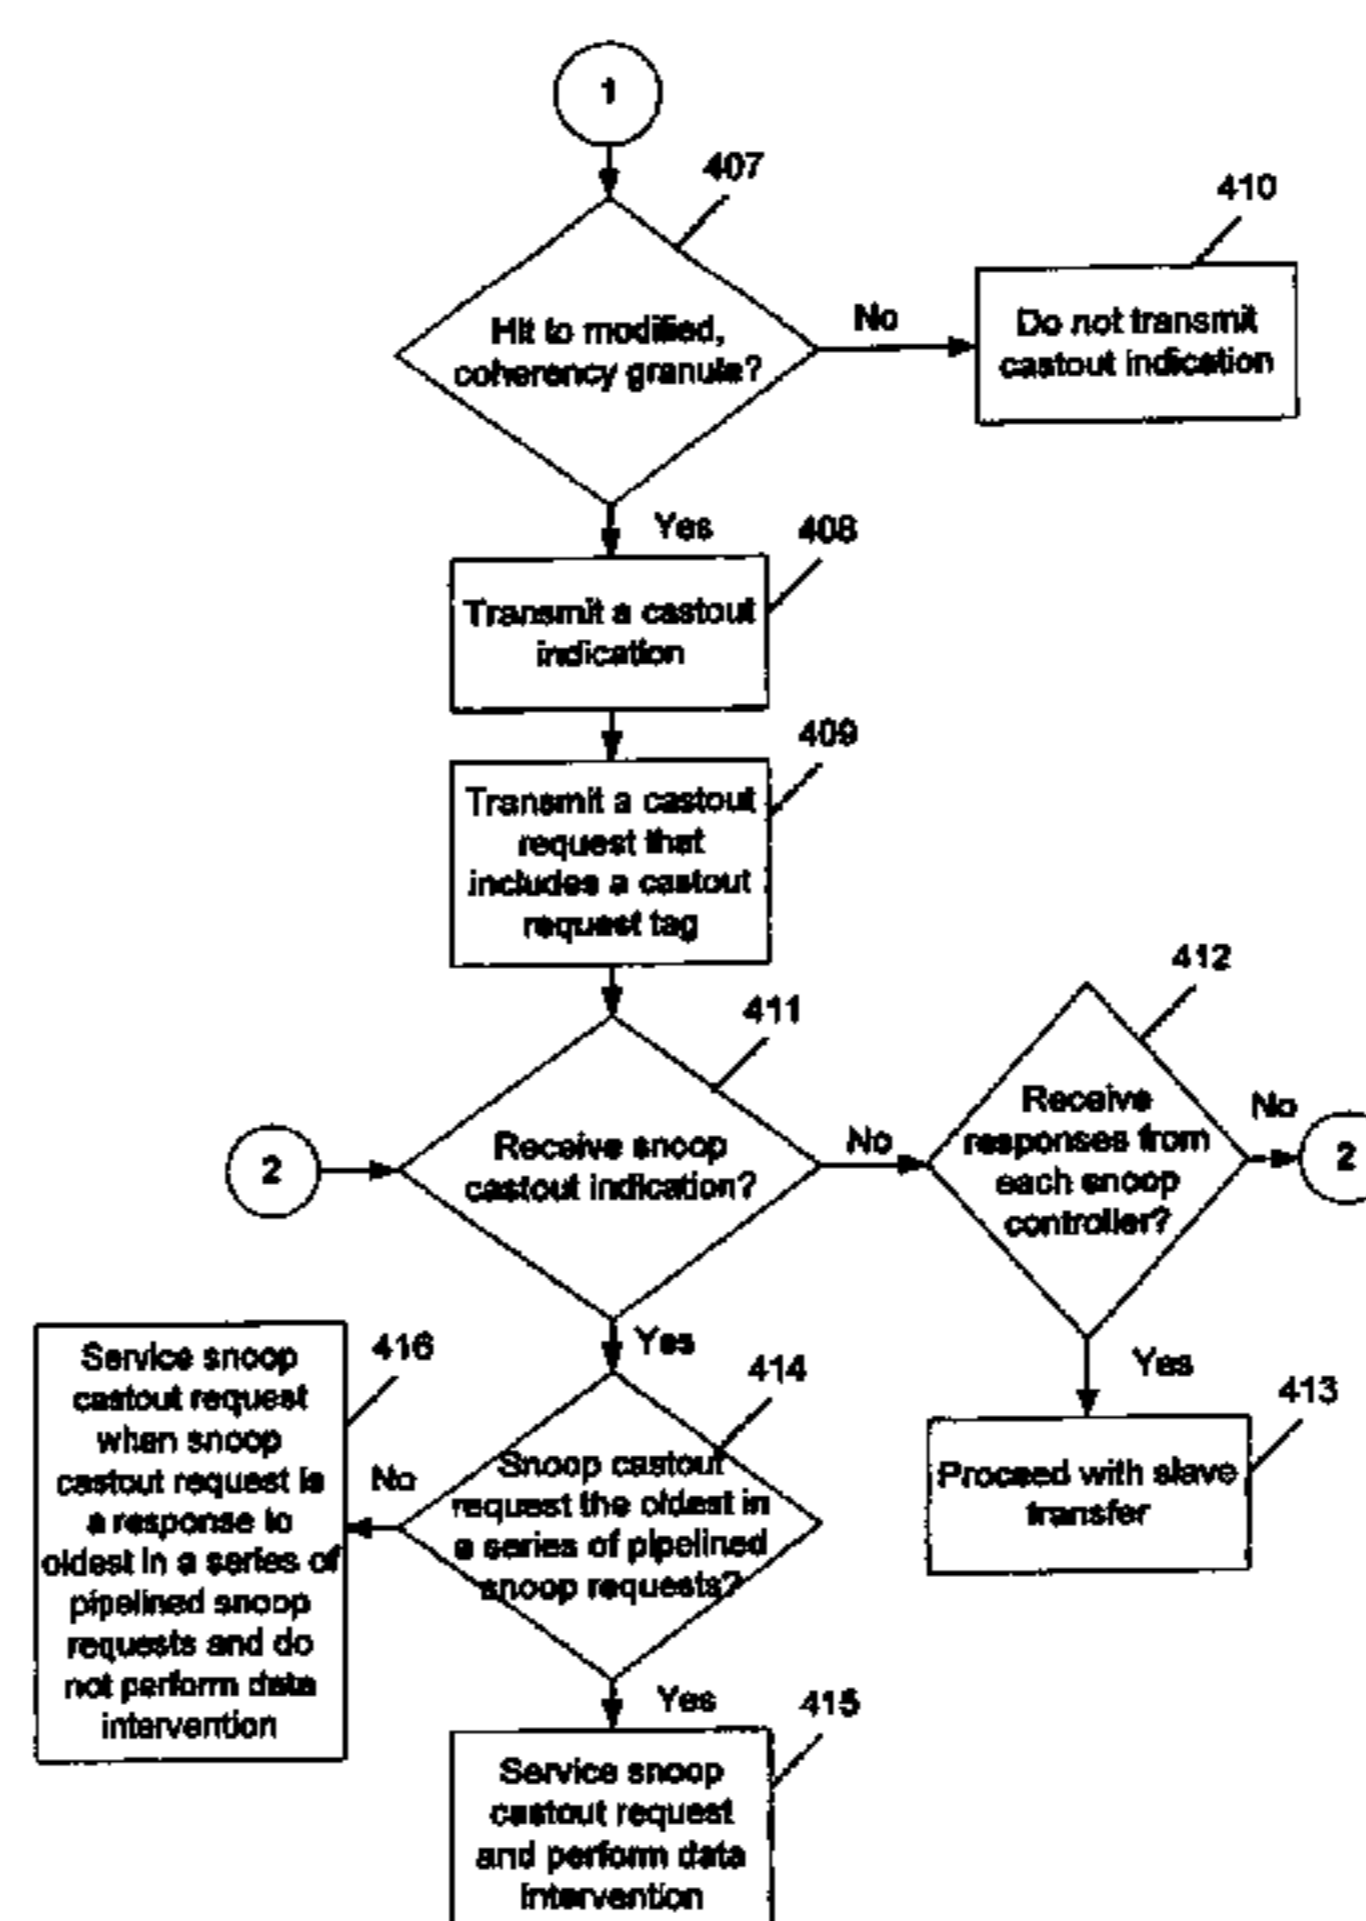 1
407
410
Hit to modified,
coherency granule?
No
Do not transmit
castout indication
Yes
408
Transmit a castout
indication
409
Transmit a castout
request that
includes a castout
request tag
412
411
Receive
responses from
each snoop
controller?
No
2
Receive snoop
castout indication?
No
2
Yes
416
Service snoop
castout request
when snoop
castout request is
a response to
oldest in a series of
pipelined snoop
requests and do
not perform data
intervention
414
Yes
413
No
Snoop castout
request the oldest in
a series of pipelined
snoop requests?
Proceed with slave
transfer
Yes
415
Service snoop
castout request
and perform data
intervention